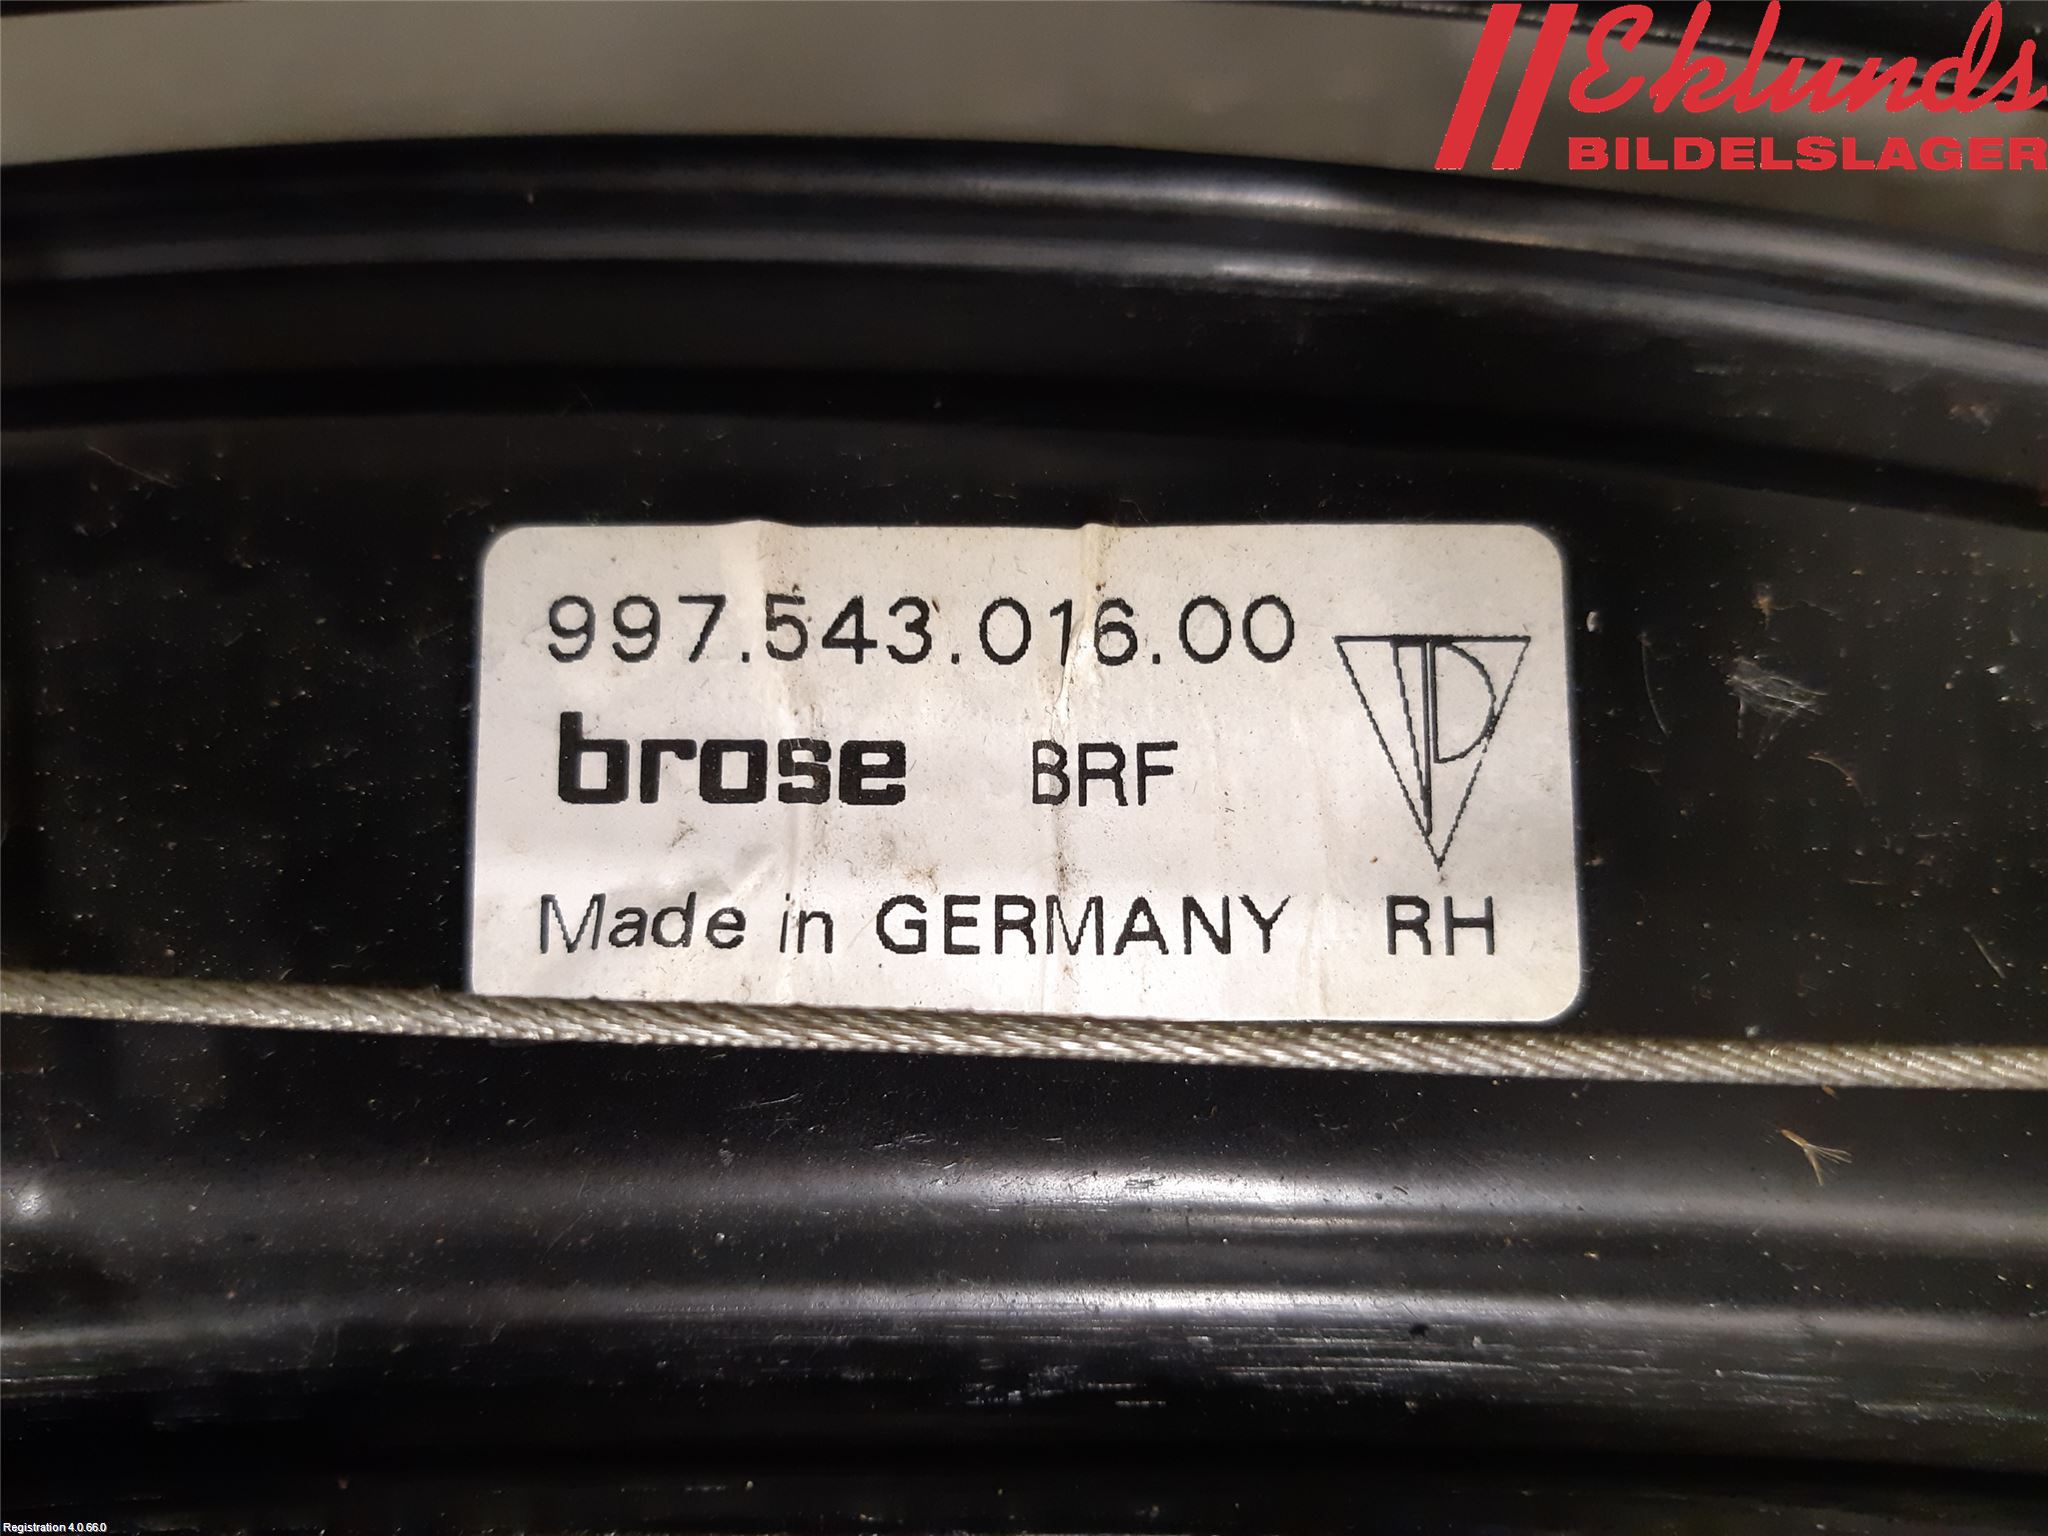 Eklunds
BILDELSLAGER
997.543.016.00
brose BRF
Made in GERMANY RH
Registration 4.0.66.0